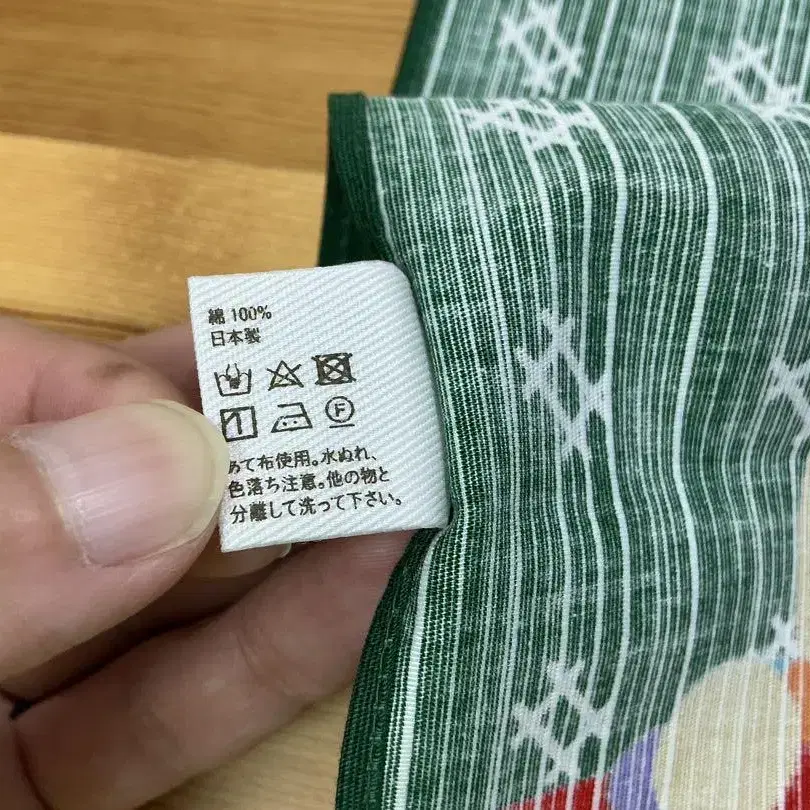 綿 100%
日本製
F
あて布使用。水ぬれ、
色落ち注意。他の物と
分離して洗って下さい。